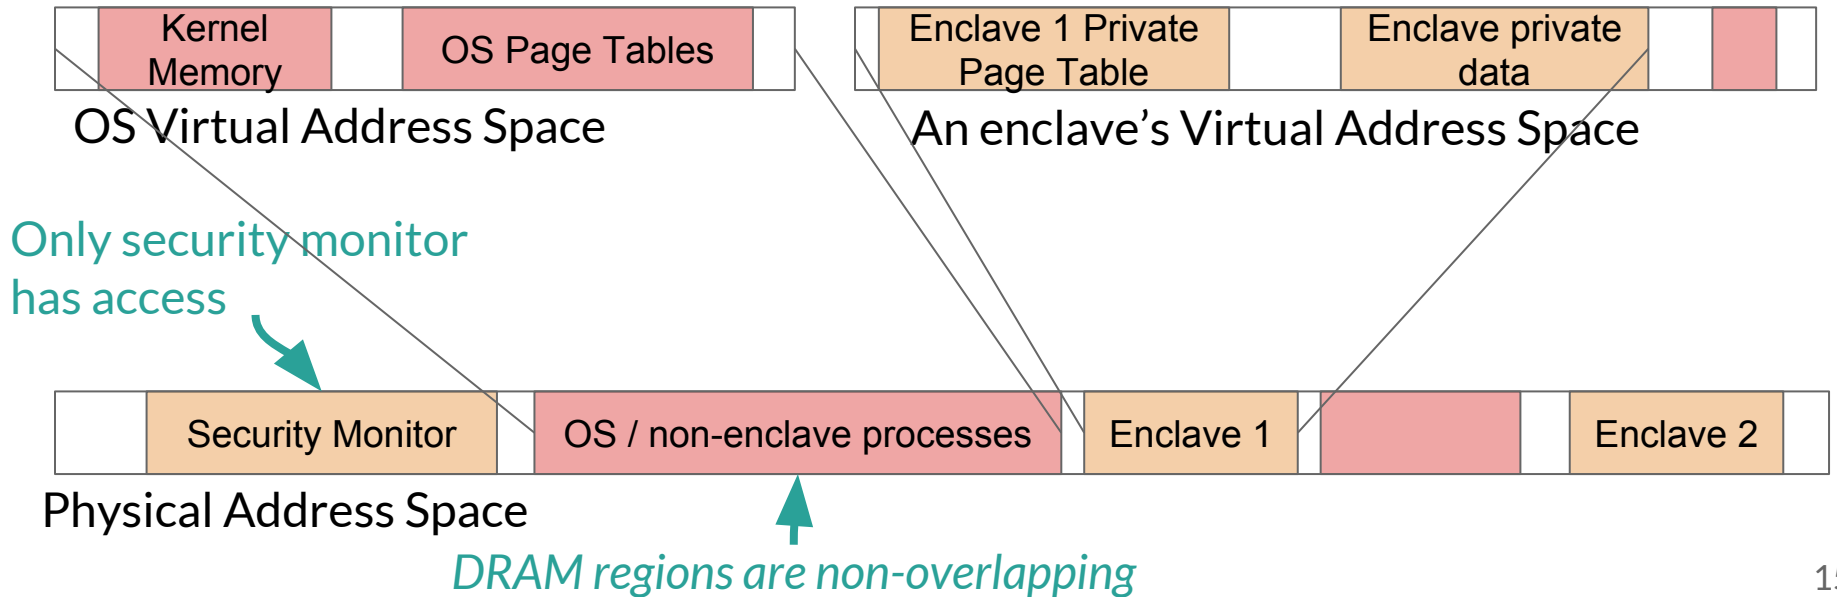 Kernel
Memory
OS Page Tables
Enclave 1 Private
Page Table
Enclave private
data
OS Virtual Address Space
An enclave’s Virtual Address Space
Only security monitor
has access
Security Monitor
OS / non-enclave processes
Enclave 1
Enclave 2
Physical Address Space
DRAM regions are non-overlapping
15